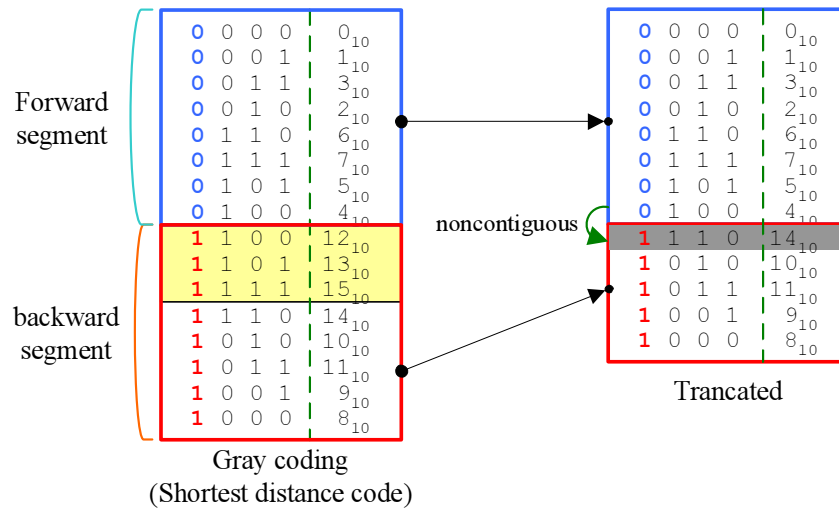 0 0 0 0 0₁₀
0 0 0 1 1₁₀
0 0 1 1 3₁₀
0 0 1 0 2₁₀
0 1 1 0 6₁₀
0 1 1 1 7₁₀
0 1 0 1 5₁₀
0 1 0 0 4₁₀
1 1 0 0 12₁₀
1 1 0 1 13₁₀
1 1 1 1 15₁₀
1 1 1 0 14₁₀
1 0 1 0 10₁₀
1 0 1 1 11₁₀
1 0 0 1 9₁₀
1 0 0 0 8₁₀
Forward
segment
backward
segment
Gray coding
(Shortest distance code)
0 0 0 0 0₁₀
0 0 0 1 1₁₀
0 0 1 1 3₁₀
0 0 1 0 2₁₀
0 1 1 0 6₁₀
0 1 1 1 7₁₀
0 1 0 1 5₁₀
0 1 0 0 4₁₀
1 1 1 0 14₁₀
1 0 1 0 10₁₀
1 0 1 1 11₁₀
1 0 0 1 9₁₀
1 0 0 0 8₁₀
noncontiguous
Trancated